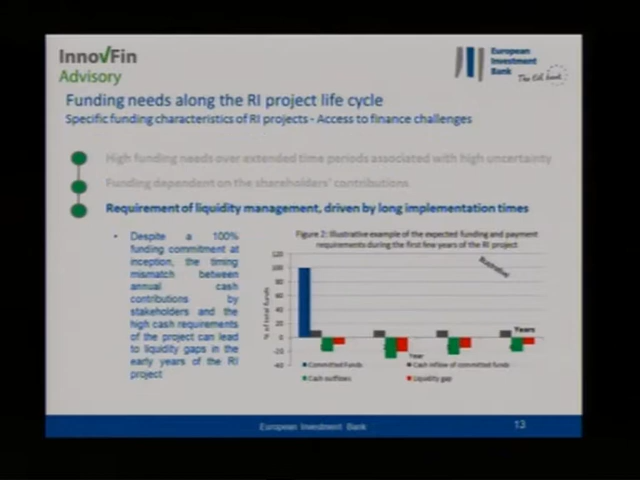 InnovFin
Advisory
European
Investment
Bank
The EU bank
Funding needs along the RI project life cycle
Specific funding characteristics of RI projects - Access to finance challenges
High funding needs over extended time periods associated with high uncertainty
Funding dependent on the shareholders' contributions
Requirement of liquidity management, driven by long implementation times
• Despite a 100%
funding commitment at
inception, the timing
mismatch between
annual cash
contributions by
stakeholders and the
high cash requirements
of the project can lead
to liquidity gaps in the
early years of the RI
project
Figure 2: Illustrative example of the expected funding and payment
requirements during the first few years of the RI project
% of total funds
120
100
80
60
40
20
0
-20
-40
Illustrative
Years
Year
Committed funds
Cash inflow of committed funds
Cash outflows
Liquidity gap
European Investment Bank
13